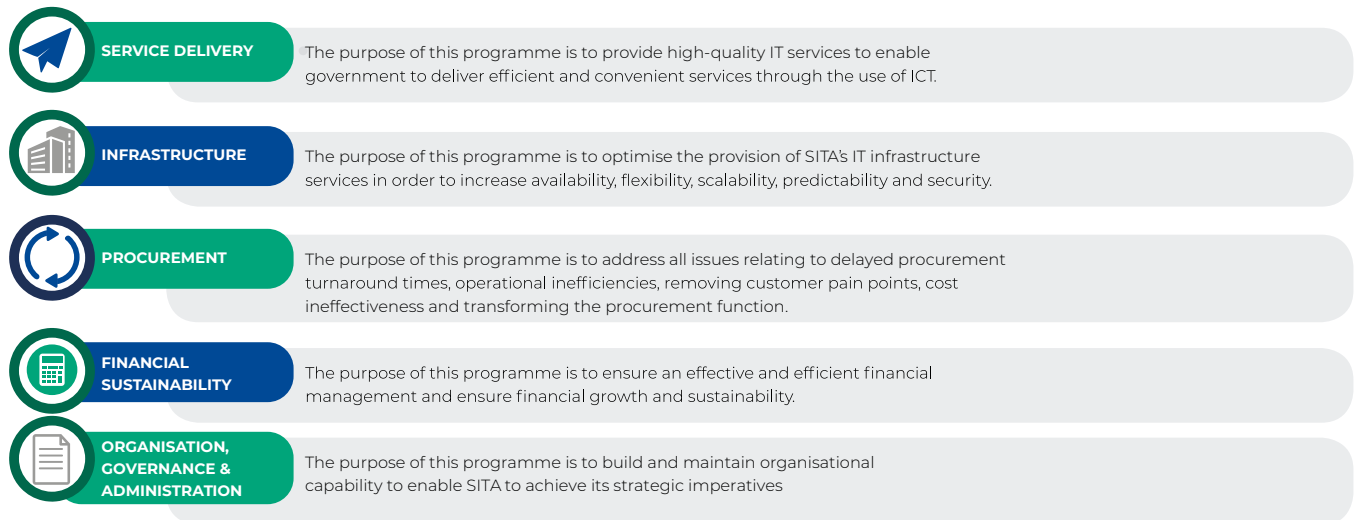 SERVICE DELIVERY
The purpose of this programme is to provide high-quality IT services to enable
government to deliver efficient and convenient services through the use of ICT.
INFRASTRUCTURE
The purpose of this programme is to optimise the provision of SITA's IT infrastructure
services in order to increase availability, flexibility, scalability, predictability and security.
PROCUREMENT
The purpose of this programme is to address all issues relating to delayed procurement
turnaround times, operational inefficiencies, removing customer pain points, cost
ineffectiveness and transforming the procurement function.
FINANCIAL
SUSTAINABILITY
The purpose of this programme is to ensure an effective and efficient financial
management and ensure financial growth and sustainability.
ORGANISATION,
GOVERNANCE &
ADMINISTRATION
The purpose of this programme is to build and maintain organisational
capability to enable SITA to achieve its strategic imperatives